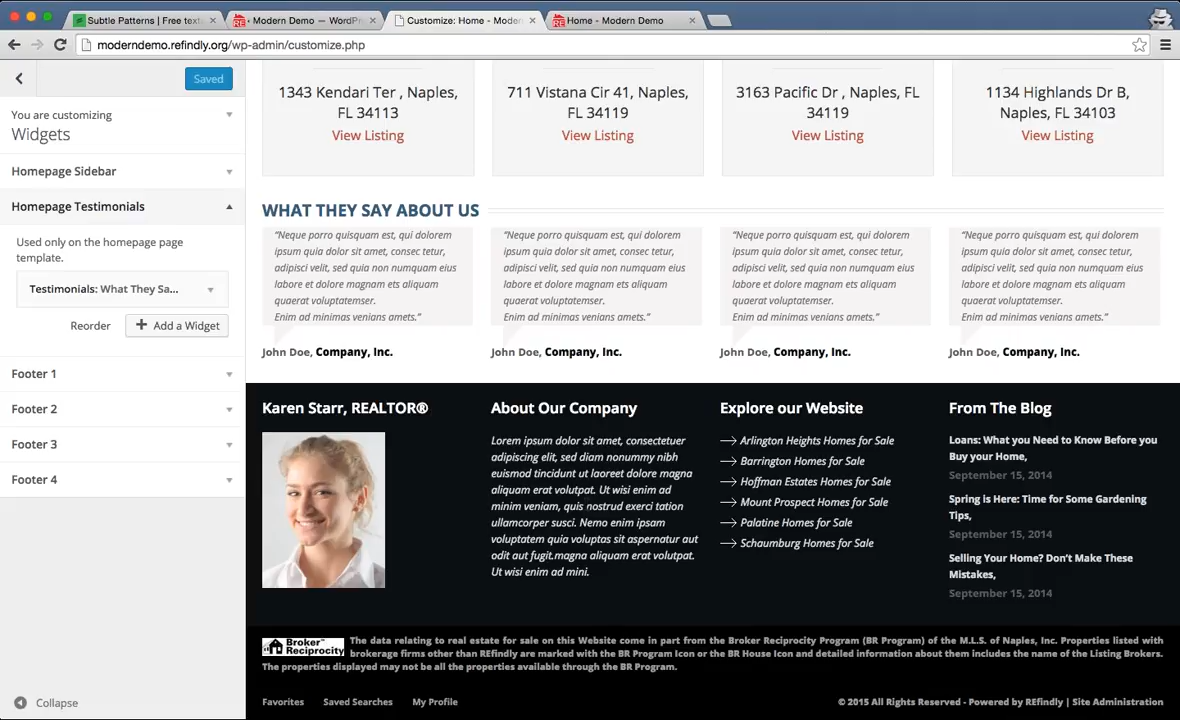 Subtle Patterns | Free text
Modern Demo — WordPr
Customize: Home - Modern
Home - Modern Demo
moderndemo.refindly.org/wp-admin/customize.php
Saved
You are customizing
Widgets
Homepage Sidebar
Homepage Testimonials
Used only on the homepage page
template.
Testimonials: What They Sa...
Reorder
Add a Widget
Footer 1
Footer 2
Footer 3
Footer 4
Collapse
1343 Kendari Ter , Naples,
FL 34113
View Listing
711 Vistana Cir 41, Naples,
FL 34119
View Listing
3163 Pacific Dr , Naples, FL
34119
View Listing
1134 Highlands Dr B,
Naples, FL 34103
View Listing
WHAT THEY SAY ABOUT US
“Neque porro quisquam est, qui dolorem
ipsum quia dolor sit amet, consec tetur,
adipisci velit, sed quia non numquam eius
labore et dolore magnam ets aliquam
quaerat voluptatemser.
Enim ad minimas venians amets.”
John Doe, Company, Inc.
“Neque porro quisquam est, qui dolorem
ipsum quia dolor sit amet, consec tetur,
adipisci velit, sed quia non numquam eius
labore et dolore magnam ets aliquam
quaerat voluptatemser.
Enim ad minimas venians amets.”
John Doe, Company, Inc.
“Neque porro quisquam est, qui dolorem
ipsum quia dolor sit amet, consec tetur,
adipisci velit, sed quia non numquam eius
labore et dolore magnam ets aliquam
quaerat voluptatemser.
Enim ad minimas venians amets.”
John Doe, Company, Inc.
“Neque porro quisquam est, qui dolorem
ipsum quia dolor sit amet, consec tetur,
adipisci velit, sed quia non numquam eius
labore et dolore magnam ets aliquam
quaerat voluptatemser.
Enim ad minimas venians amets.”
John Doe, Company, Inc.
Karen Starr, REALTOR®
About Our Company
Lorem ipsum dolor sit amet, consectetuer
adipiscing elit, sed diam nonummy nibh
euismod tincidunt ut laoreet dolore magna
aliquam erat volutpat. Ut wisi enim ad
minim veniam, quis nostrud exerci tation
ullamcorper susci. Nemo enim ipsam
voluptatem quia voluptas sit aspernatur aut
odit aut fugit.magna aliquam erat volutpat.
Ut wisi enim ad mini.
Explore our Website
Arlington Heights Homes for Sale
Barrington Homes for Sale
Hoffman Estates Homes for Sale
Mount Prospect Homes for Sale
Palatine Homes for Sale
Schaumburg Homes for Sale
From The Blog
Loans: What you Need to Know Before you
Buy your Home,
September 15, 2014
Spring is Here: Time for Some Gardening
Tips,
September 15, 2014
Selling Your Home? Don’t Make These
Mistakes,
September 15, 2014
Broker™
Reciprocity
The data relating to real estate for sale on this Website come in part from the Broker Reciprocity Program (BR Program) of the M.L.S. of Naples, Inc. Properties listed with
brokerage firms other than REfindly are marked with the BR Program Icon or the BR House Icon and detailed information about them includes the name of the Listing Brokers.
The properties displayed may not be all the properties available through the BR Program.
Favorites
Saved Searches
My Profile
© 2015 All Rights Reserved - Powered by REfindly | Site Administration